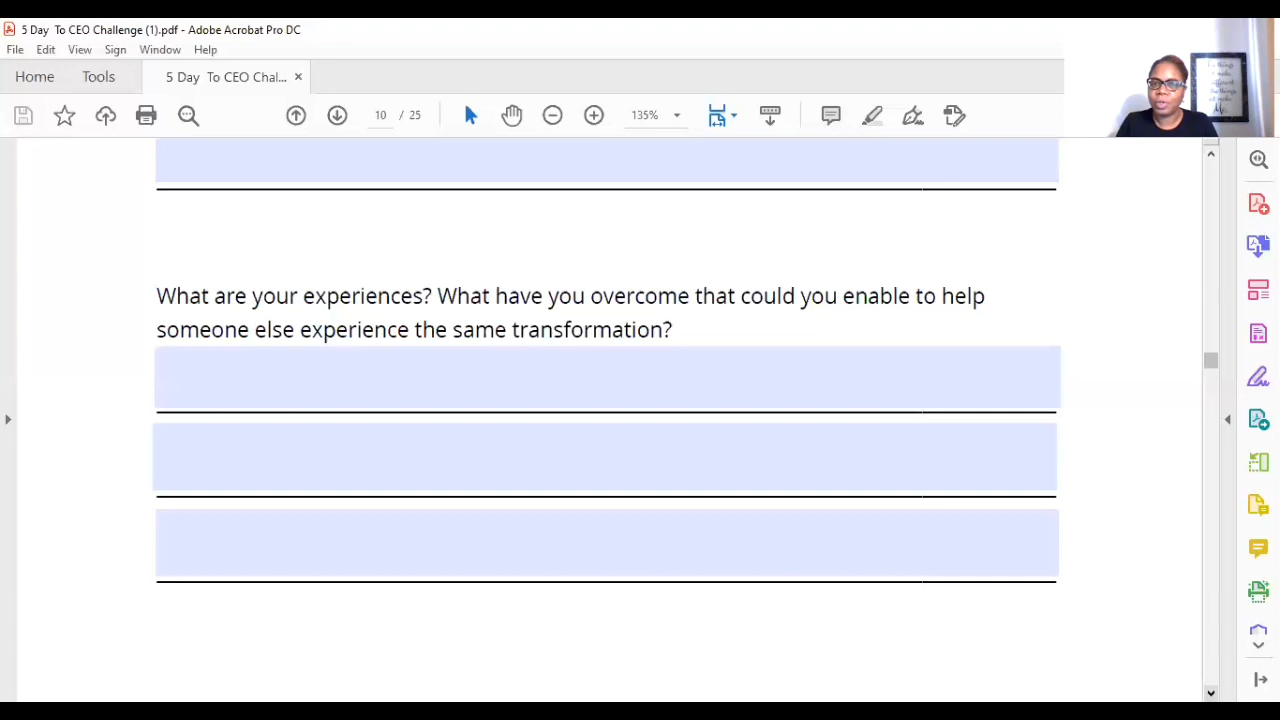 5 Day  To CEO Challenge (1).pdf - Adobe Acrobat Pro DC
File Edit View Sign Window Help
Home Tools 5 Day  To CEO Chal... ×
10 / 25 135%
What are your experiences? What have you overcome that could you enable to help
someone else experience the same transformation?